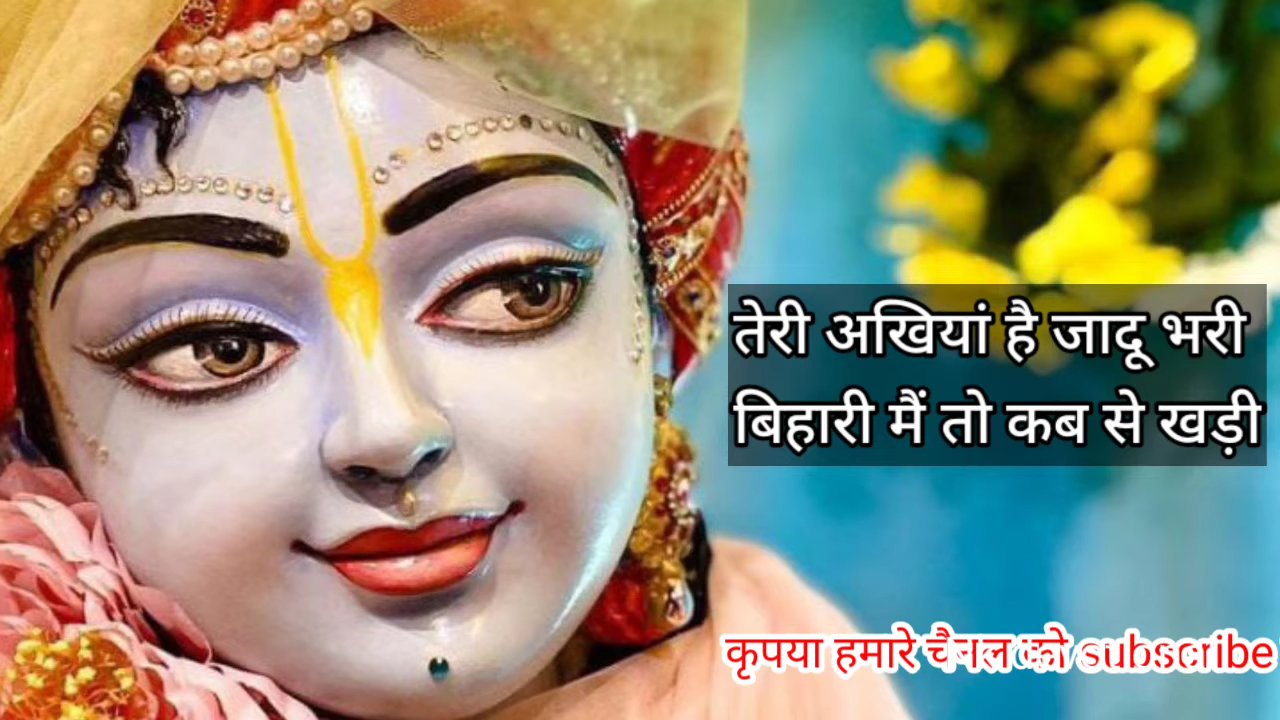 तेरी अखियां है जादू भरी
बिहारी मैं तो कब से खड़ी
कृपया हमारे चैनल को subscribe